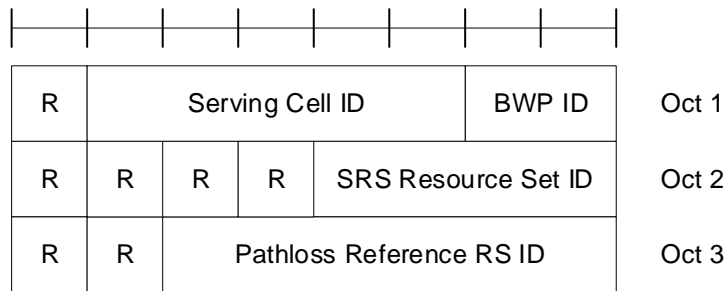 R Serving Cell ID BWP ID Oct 1
R R R R SRS Resource Set ID Oct 2
R R Pathloss Reference RS ID Oct 3